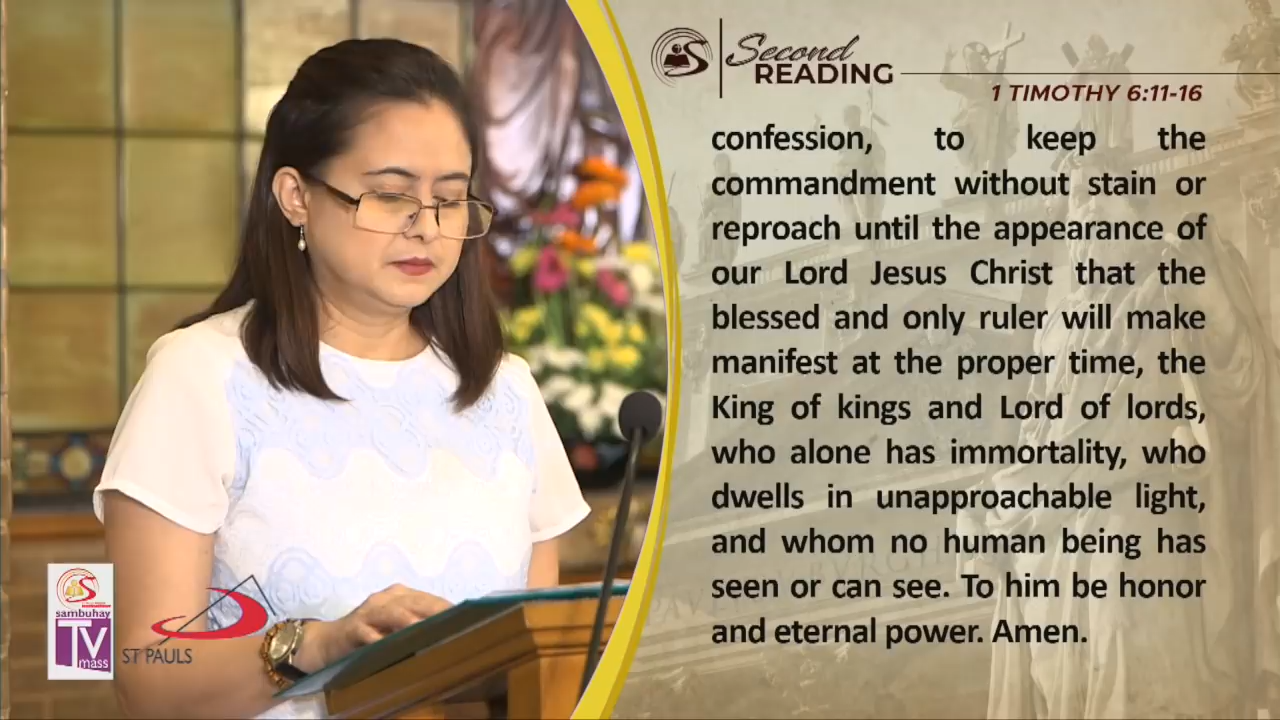 Second
READING
1 TIMOTHY 6:11-16
confession, to keep the
commandment without stain or
reproach until the appearance of
our Lord Jesus Christ that the
blessed and only ruler will make
manifest at the proper time, the
King of kings and Lord of lords,
who alone has immortality, who
dwells in unapproachable light,
and whom no human being has
seen or can see. To him be honor
and eternal power. Amen.
sambuhay
TV
mass
ST PAULS